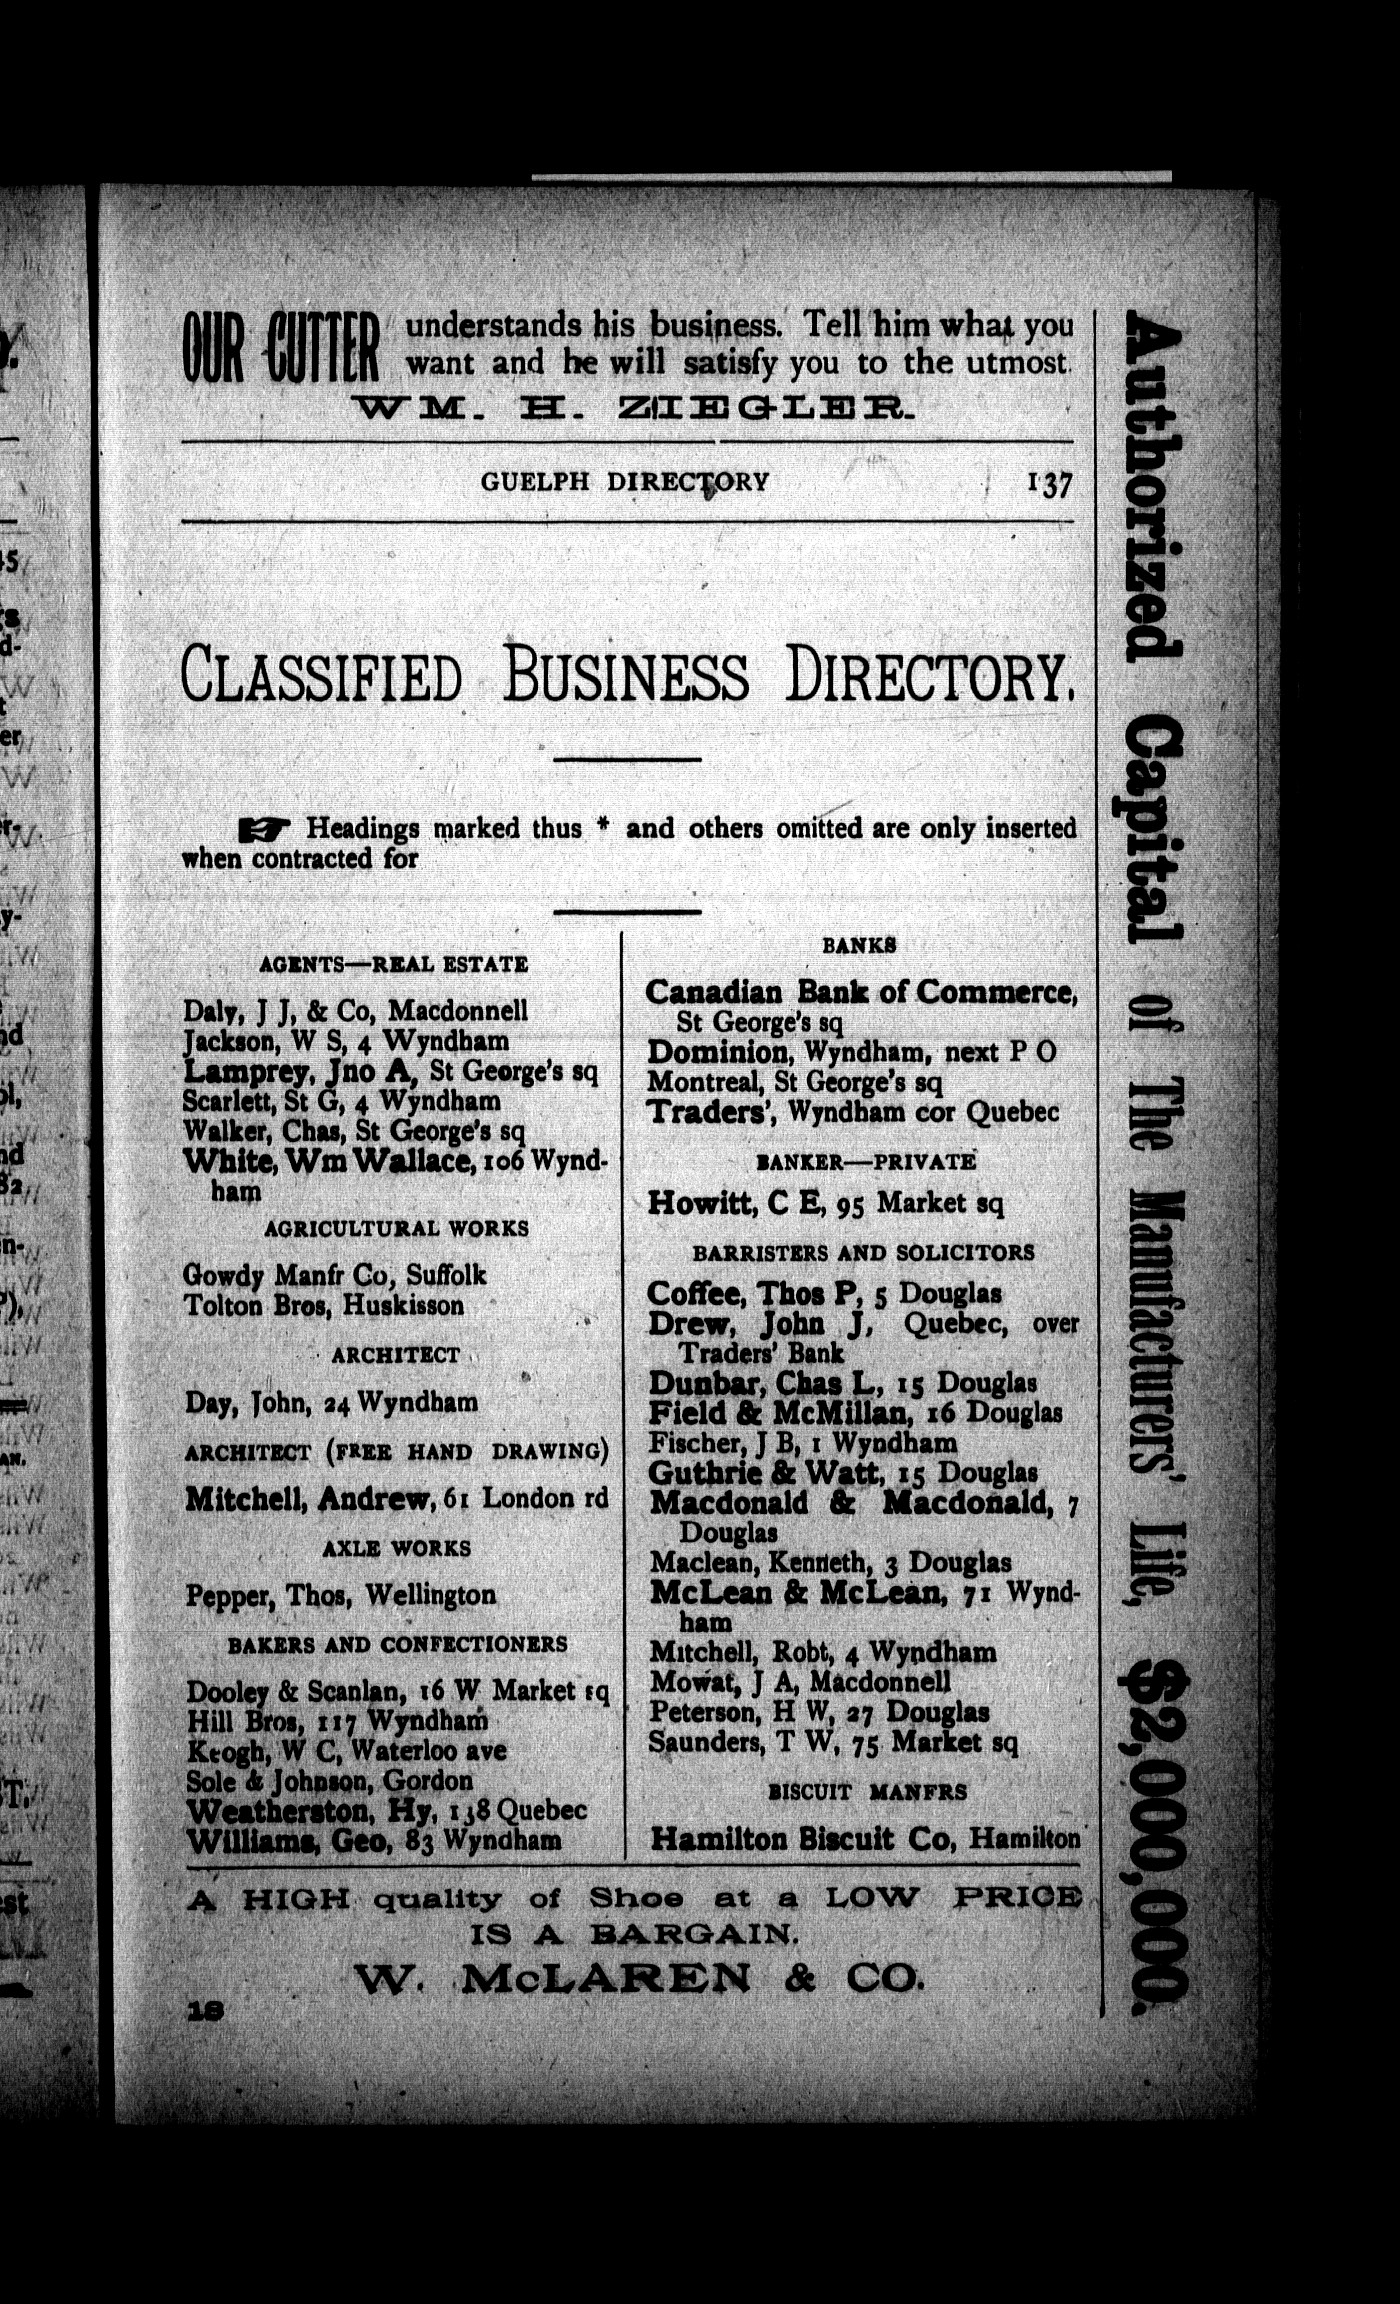 OUR CUTTER understands his business. Tell him what you
want and he will satisfy you to the utmost.
WM. H. ZIEGLER.
GUELPH DIRECTORY 137
CLASSIFIED BUSINESS DIRECTORY.
☞ Headings marked thus * and others omitted are only inserted
when contracted for
AGENTS—REAL ESTATE
Daly, J J, & Co, Macdonnell
Jackson, W S, 4 Wyndham
Lamprey, Jno A, St George's sq
Scarlett, St G, 4 Wyndham
Walker, Chas, St George's sq
White, Wm Wallace, 106 Wynd-
ham
AGRICULTURAL WORKS
Gowdy Manfr Co, Suffolk
Tolton Bros, Huskisson
ARCHITECT
Day, John, 24 Wyndham
ARCHITECT (FREE HAND DRAWING)
Mitchell, Andrew, 61 London rd
AXLE WORKS
Pepper, Thos, Wellington
BAKERS AND CONFECTIONERS
Dooley & Scanlan, 16 W Market sq
Hill Bros, 117 Wyndham
Keogh, W C, Waterloo ave
Sole & Johnson, Gordon
Weatherston, Hy, 138 Quebec
Williams, Geo, 83 Wyndham
BANKS
Canadian Bank of Commerce,
St George's sq
Dominion, Wyndham, next P O
Montreal, St George's sq
Traders', Wyndham cor Quebec
BANKER—PRIVATE
Howitt, C E, 95 Market sq
BARRISTERS AND SOLICITORS
Coffee, Thos P, 5 Douglas
Drew, John J, Quebec, over
Traders' Bank
Dunbar, Chas L, 15 Douglas
Field & McMillan, 16 Douglas
Fischer, J B, 1 Wyndham
Guthrie & Watt, 15 Douglas
Macdonald & Macdonald, 7
Douglas
Maclean, Kenneth, 3 Douglas
McLean & McLean, 71 Wynd-
ham
Mitchell, Robt, 4 Wyndham
Mowat, J A, Macdonnell
Peterson, H W, 27 Douglas
Saunders, T W, 75 Market sq
BISCUIT MANFRS
Hamilton Biscuit Co, Hamilton
A HIGH quality of Shoe at a LOW PRICE
IS A BARGAIN.
W. McLAREN & CO.
18
Authorized Capital of The Manufacturers' Life, $2,000,000.